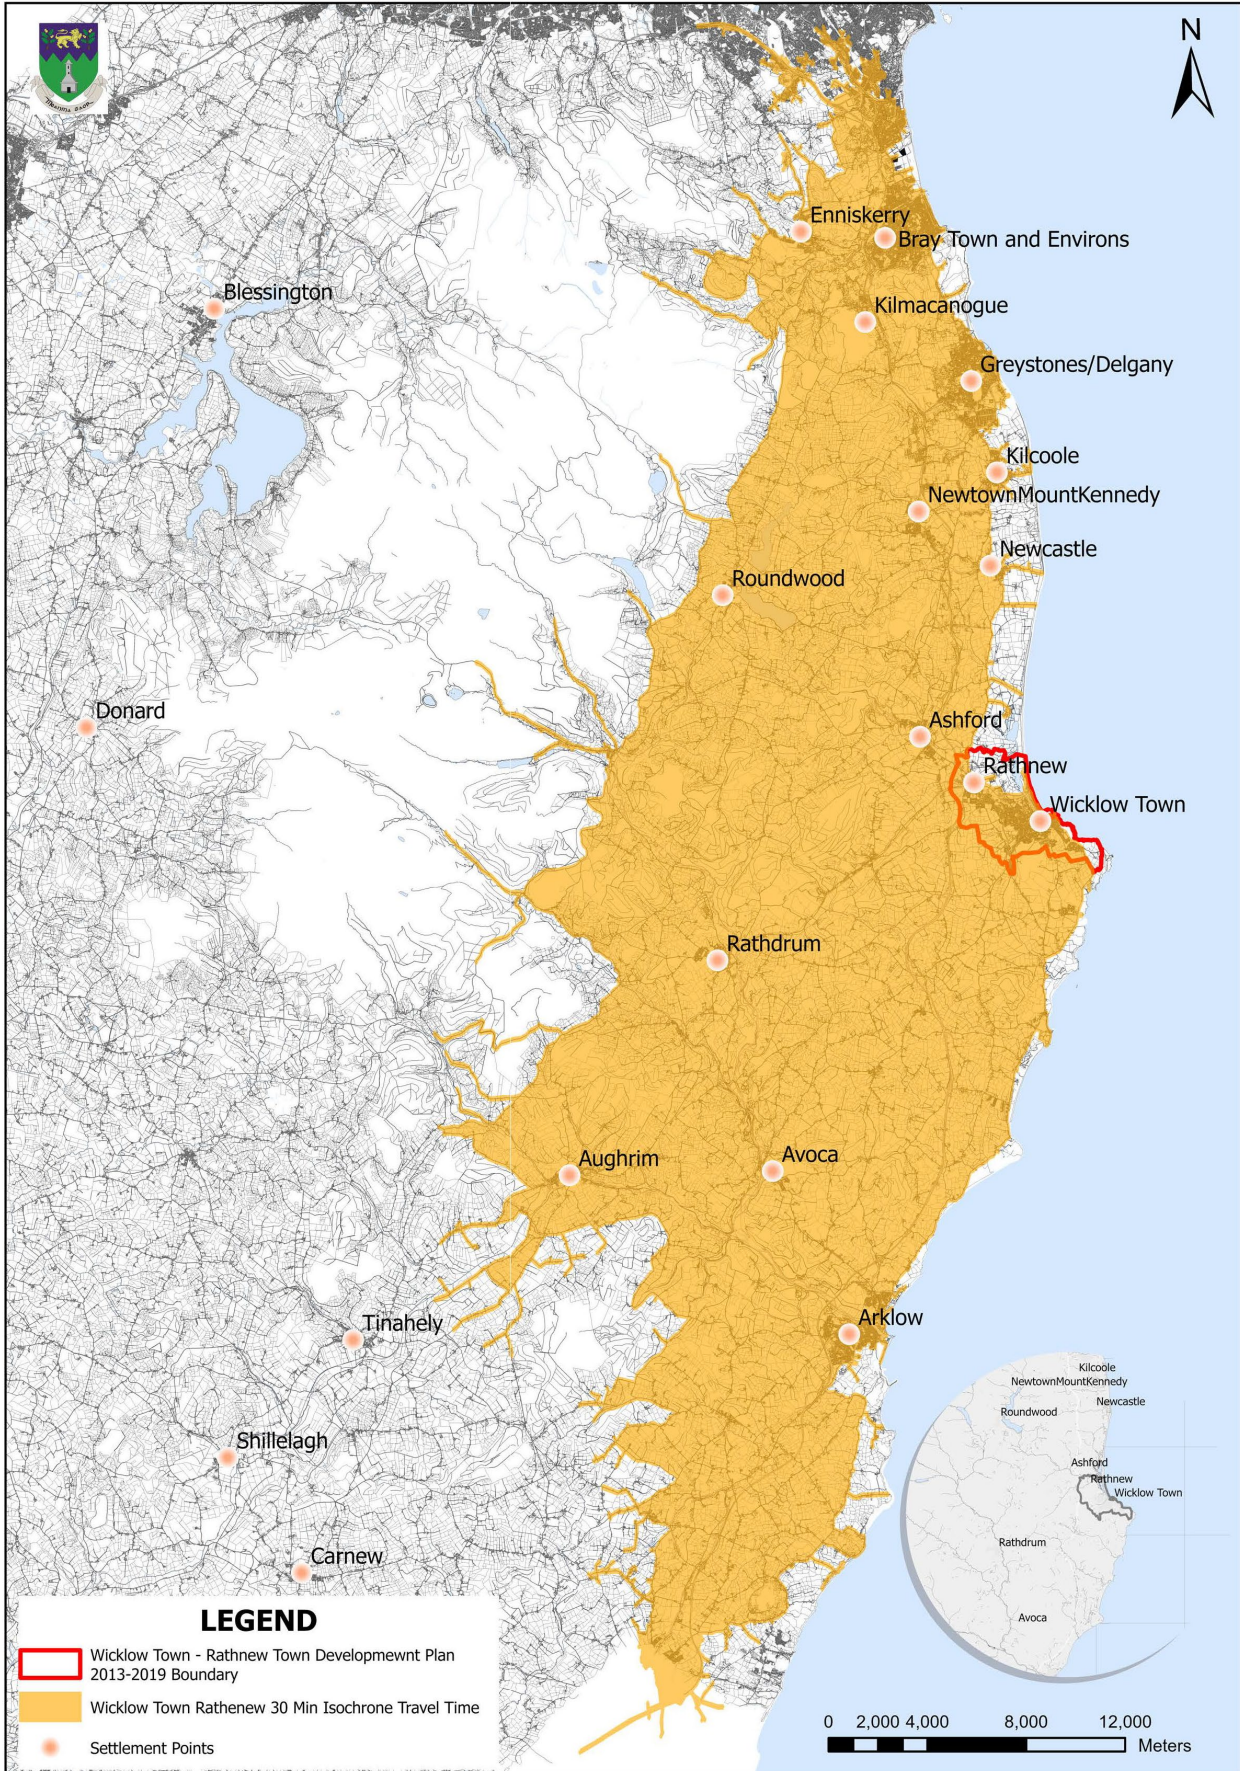 N
Enniskerry
Bray Town and Environs
Blessington
Kilmacanogue
Greystones/Delgany
Kilcoole
NewtownMountKennedy
Newcastle
Roundwood
Donard
Ashford
Rathnew
Wicklow Town
Rathdrum
Aughrim
Avoca
Tinahely
Arklow
Shillelagh
Carnew
Kilcoole
NewtownMountKennedy
Newcastle
Roundwood
Ashford
Rathnew
Wicklow Town
Rathdrum
Avoca
LEGEND
Wicklow Town - Rathnew Town Developmewnt Plan
2013-2019 Boundary
Wicklow Town Rathenew 30 Min Isochrone Travel Time
Settlement Points
0 2,000 4,000 8,000 12,000
Meters